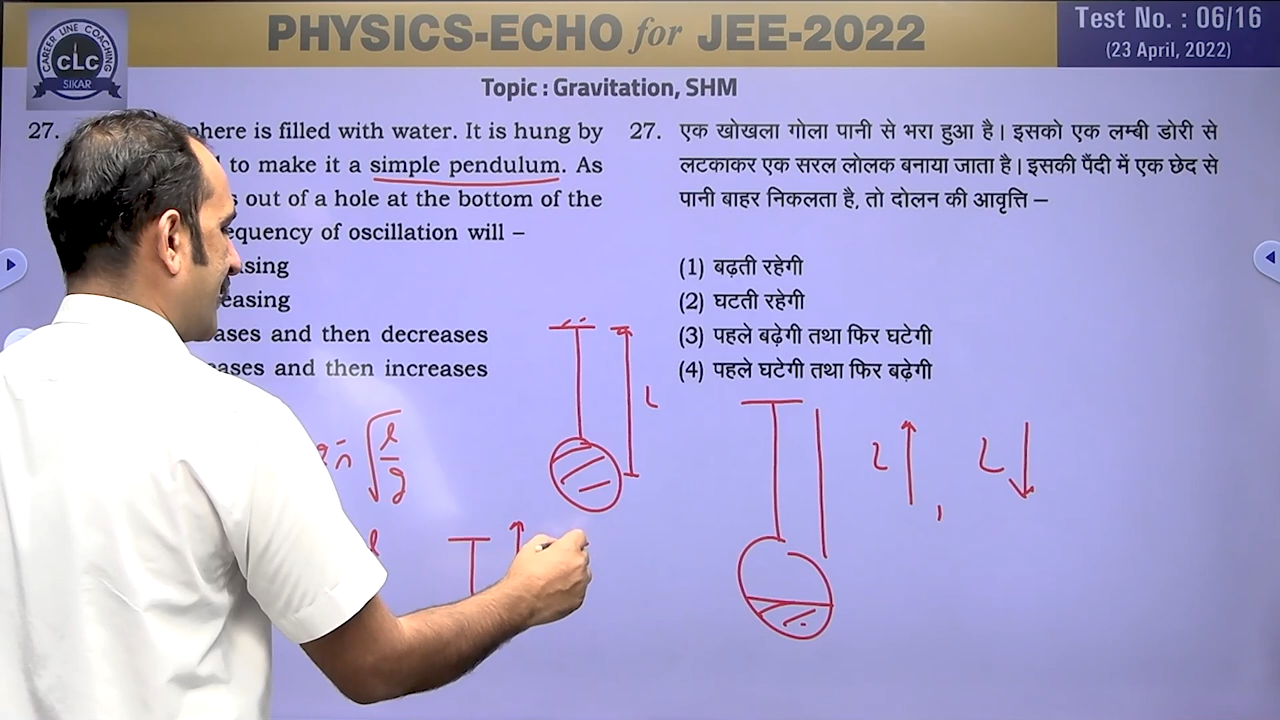 PHYSICS-ECHO for JEE-2022
Test No. : 06/16
(23 April, 2022)
CAREER LINE COACHING
CLC
SIKAR
Topic : Gravitation, SHM
27. phere is filled with water. It is hung by
to make it a simple pendulum. As
out of a hole at the bottom of the
equency of oscillation will –
asing
easing
ases and then decreases
eases and then increases
27. एक खोखला गोला पानी से भरा हुआ है। इसको एक लम्बी डोरी से
लटकाकर एक सरल लोलक बनाया जाता है। इसकी पैंदी में एक छेद से
पानी बाहर निकलता है, तो दोलन की आवृत्ति –
(1) बढ़ती रहेगी
(2) घटती रहेगी
(3) पहले बढ़ेगी तथा फिर घटेगी
(4) पहले घटेगी तथा फिर बढ़ेगी
L
√l/g
l
L ↑ , L ↓